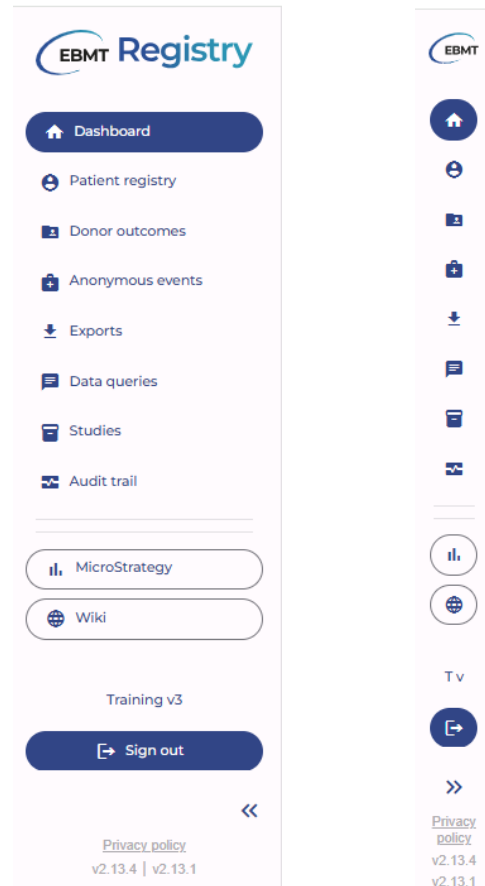 EBMT Registry
Dashboard
Patient registry
Donor outcomes
Anonymous events
Exports
Data queries
Studies
Audit trail
MicroStrategy
Wiki
Training v3
Sign out
Privacy policy
v2.13.4 | v2.13.1
EBMT
T v
Privacy
policy
v2.13.4
v2.13.1